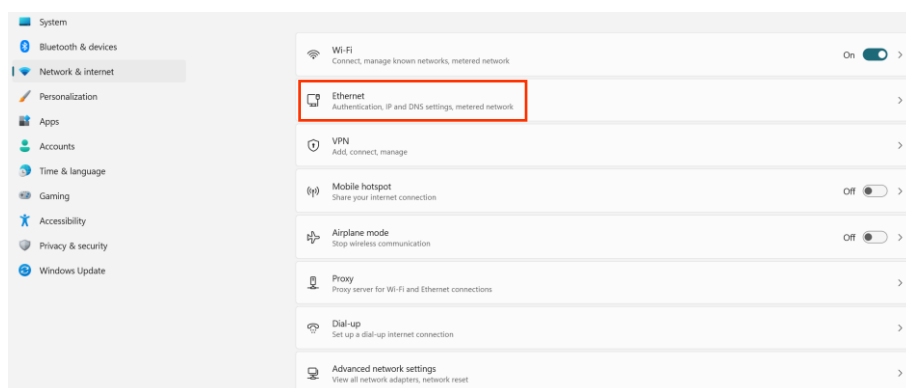 System
Bluetooth & devices
Network & internet
Personalization
Apps
Accounts
Time & language
Gaming
Accessibility
Privacy & security
Windows Update
Wi-Fi
Connect, manage known networks, metered network
On
Ethernet
Authentication, IP and DNS settings, metered network
VPN
Add, connect, manage
Mobile hotspot
Share your internet connection
Off
Airplane mode
Stop wireless communication
Off
Proxy
Proxy server for Wi-Fi and Ethernet connections
Dial-up
Set up a dial-up internet connection
Advanced network settings
View all network adapters, network reset